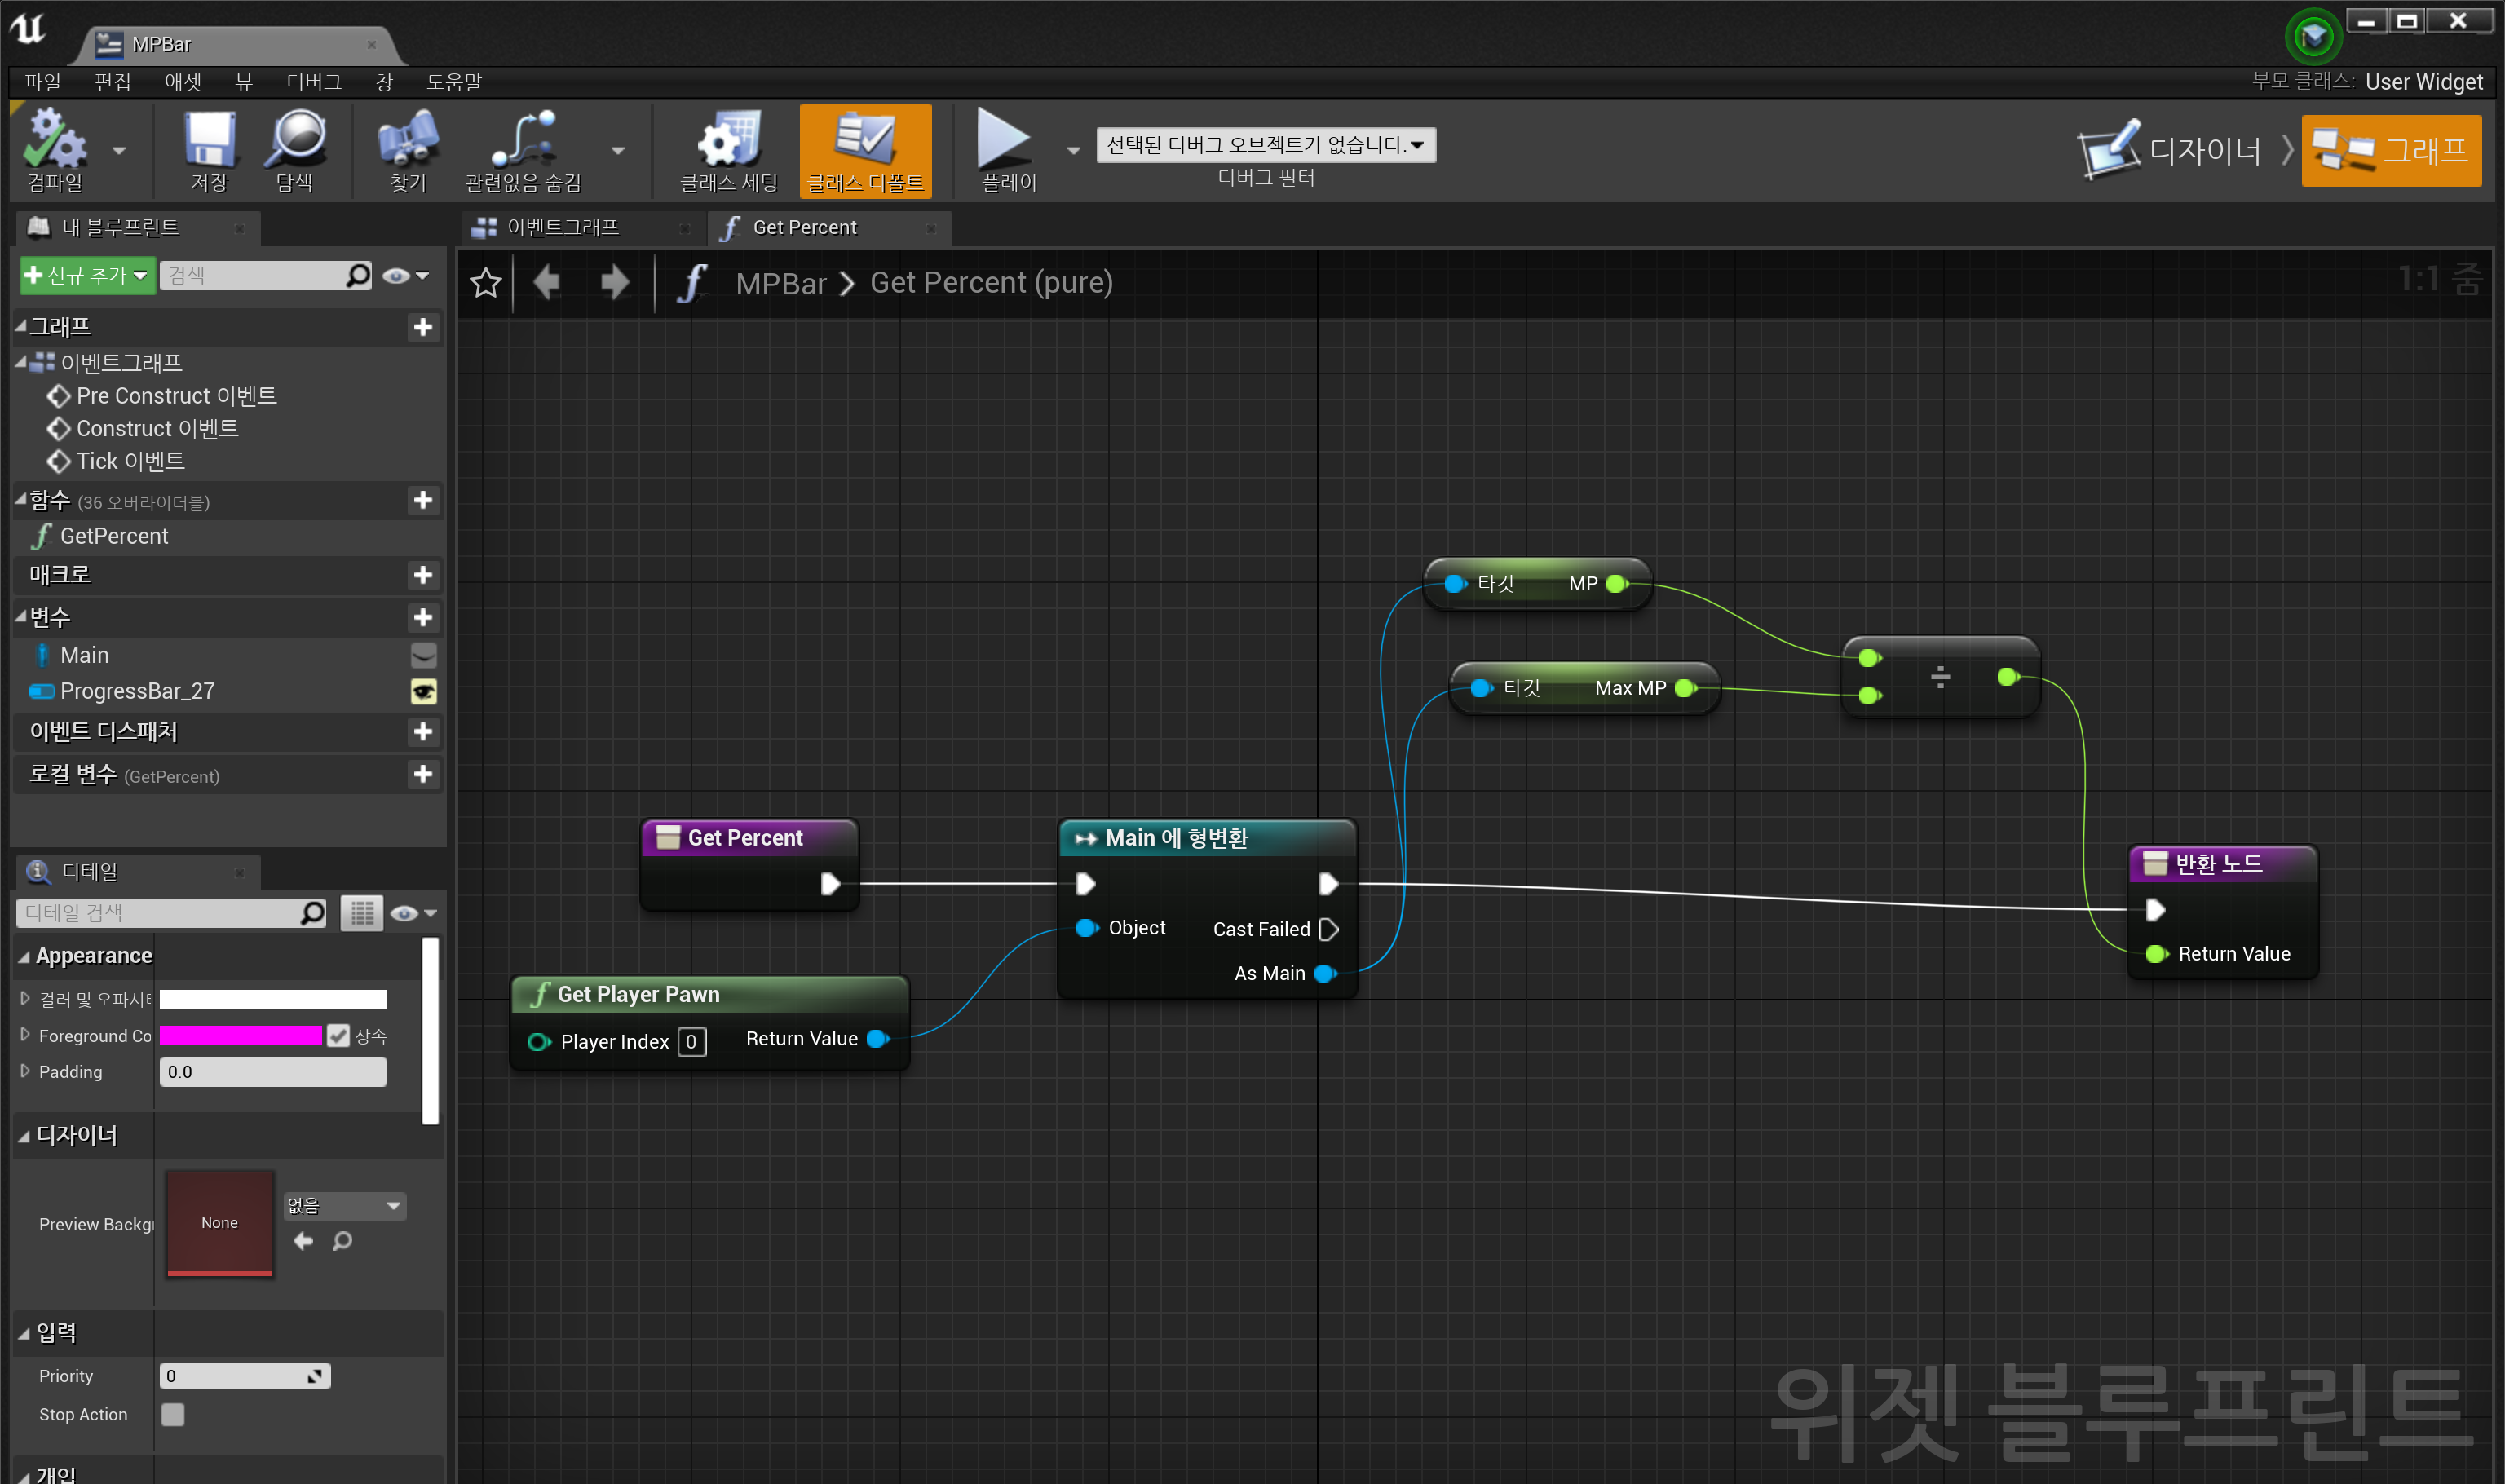 MPBar
파일 편집 애셋 뷰 디버그 창 도움말
부모 클래스: User Widget
컴파일
저장
탐색
찾기
관련없음 숨김
클래스 세팅
클래스 디폴트
플레이
선택된 디버그 오브젝트가 없습니다.
디버그 필터
디자이너
그래프
내 블루프린트
신규 추가
검색
그래프
이벤트그래프
Pre Construct 이벤트
Construct 이벤트
Tick 이벤트
함수 (36 오버라이더블)
GetPercent
매크로
변수
Main
ProgressBar_27
이벤트 디스패처
로컬 변수 (GetPercent)
디테일
디테일 검색
Appearance
컬러 및 오파시티
Foreground Co
상속
Padding
0.0
디자이너
Preview Backgr
None
없음
입력
Priority
0
Stop Action
개입
이벤트그래프
Get Percent
MPBar
Get Percent (pure)
1:1 줌
타깃 MP
타깃 Max MP
÷
Get Percent
Main 에 형변환
Object
Cast Failed
As Main
Get Player Pawn
Player Index 0
Return Value
반환 노드
Return Value
위젯 블루프린트